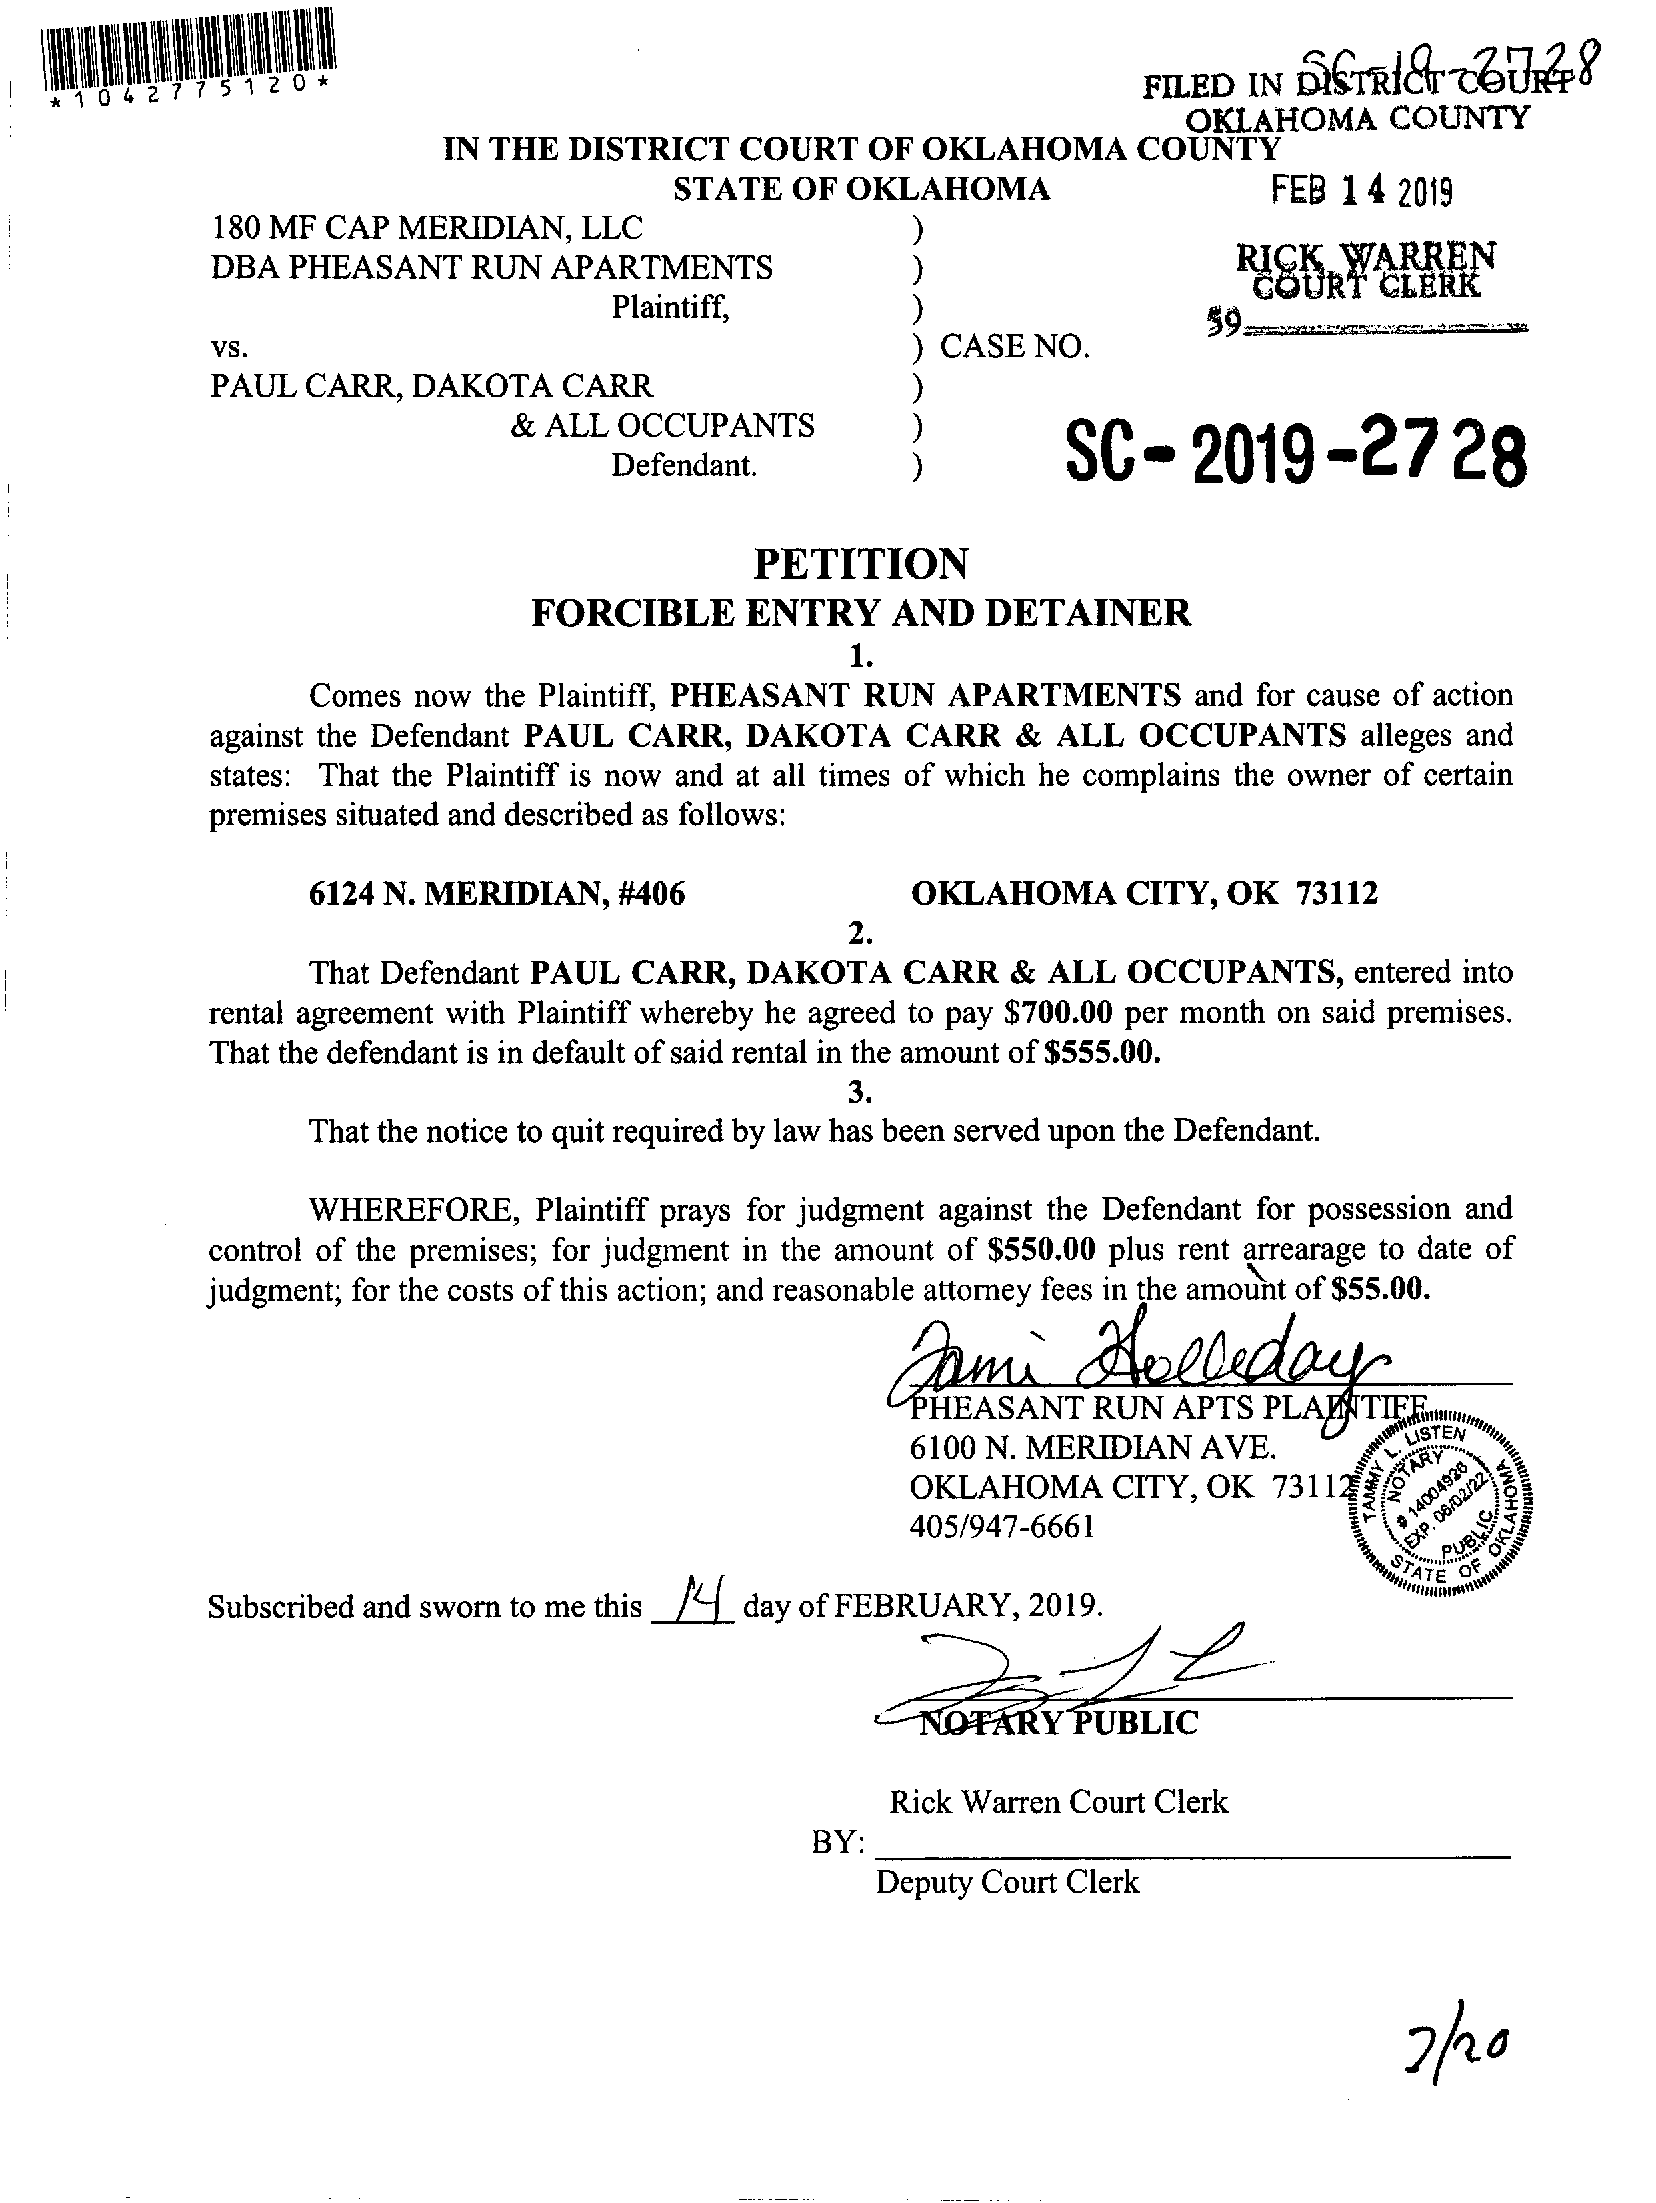 *1042775120*
SC-19-2728
FILED IN DISTRICT COURT
OKLAHOMA COUNTY
IN THE DISTRICT COURT OF OKLAHOMA COUNTY
STATE OF OKLAHOMA
FEB 14 2019
180 MF CAP MERIDIAN, LLC )
DBA PHEASANT RUN APARTMENTS )
RICK WARREN
COURT CLERK
Plaintiff, )
59
vs. ) CASE NO.
PAUL CARR, DAKOTA CARR )
& ALL OCCUPANTS )
SC-2019-2728
Defendant. )
PETITION
FORCIBLE ENTRY AND DETAINER
1.
Comes now the Plaintiff, PHEASANT RUN APARTMENTS and for cause of action
against the Defendant PAUL CARR, DAKOTA CARR & ALL OCCUPANTS alleges and
states: That the Plaintiff is now and at all times of which he complains the owner of certain
premises situated and described as follows:
6124 N. MERIDIAN, #406 OKLAHOMA CITY, OK 73112
2.
That Defendant PAUL CARR, DAKOTA CARR & ALL OCCUPANTS, entered into
rental agreement with Plaintiff whereby he agreed to pay $700.00 per month on said premises.
That the defendant is in default of said rental in the amount of $555.00.
3.
That the notice to quit required by law has been served upon the Defendant.
WHEREFORE, Plaintiff prays for judgment against the Defendant for possession and
control of the premises; for judgment in the amount of $550.00 plus rent arrearage to date of
judgment; for the costs of this action; and reasonable attorney fees in the amount of $55.00.
Jami Holleday
PHEASANT RUN APTS PLAINTIFF
6100 N. MERIDIAN AVE.
OKLAHOMA CITY, OK 73112
405/947-6661
TAMMY L. LISTEN
NOTARY
# 14004926
EXP. 06/02/22
PUBLIC
STATE OF OKLAHOMA
Subscribed and sworn to me this 14 day of FEBRUARY, 2019.
NOTARY PUBLIC
Rick Warren Court Clerk
BY:
Deputy Court Clerk
7/20